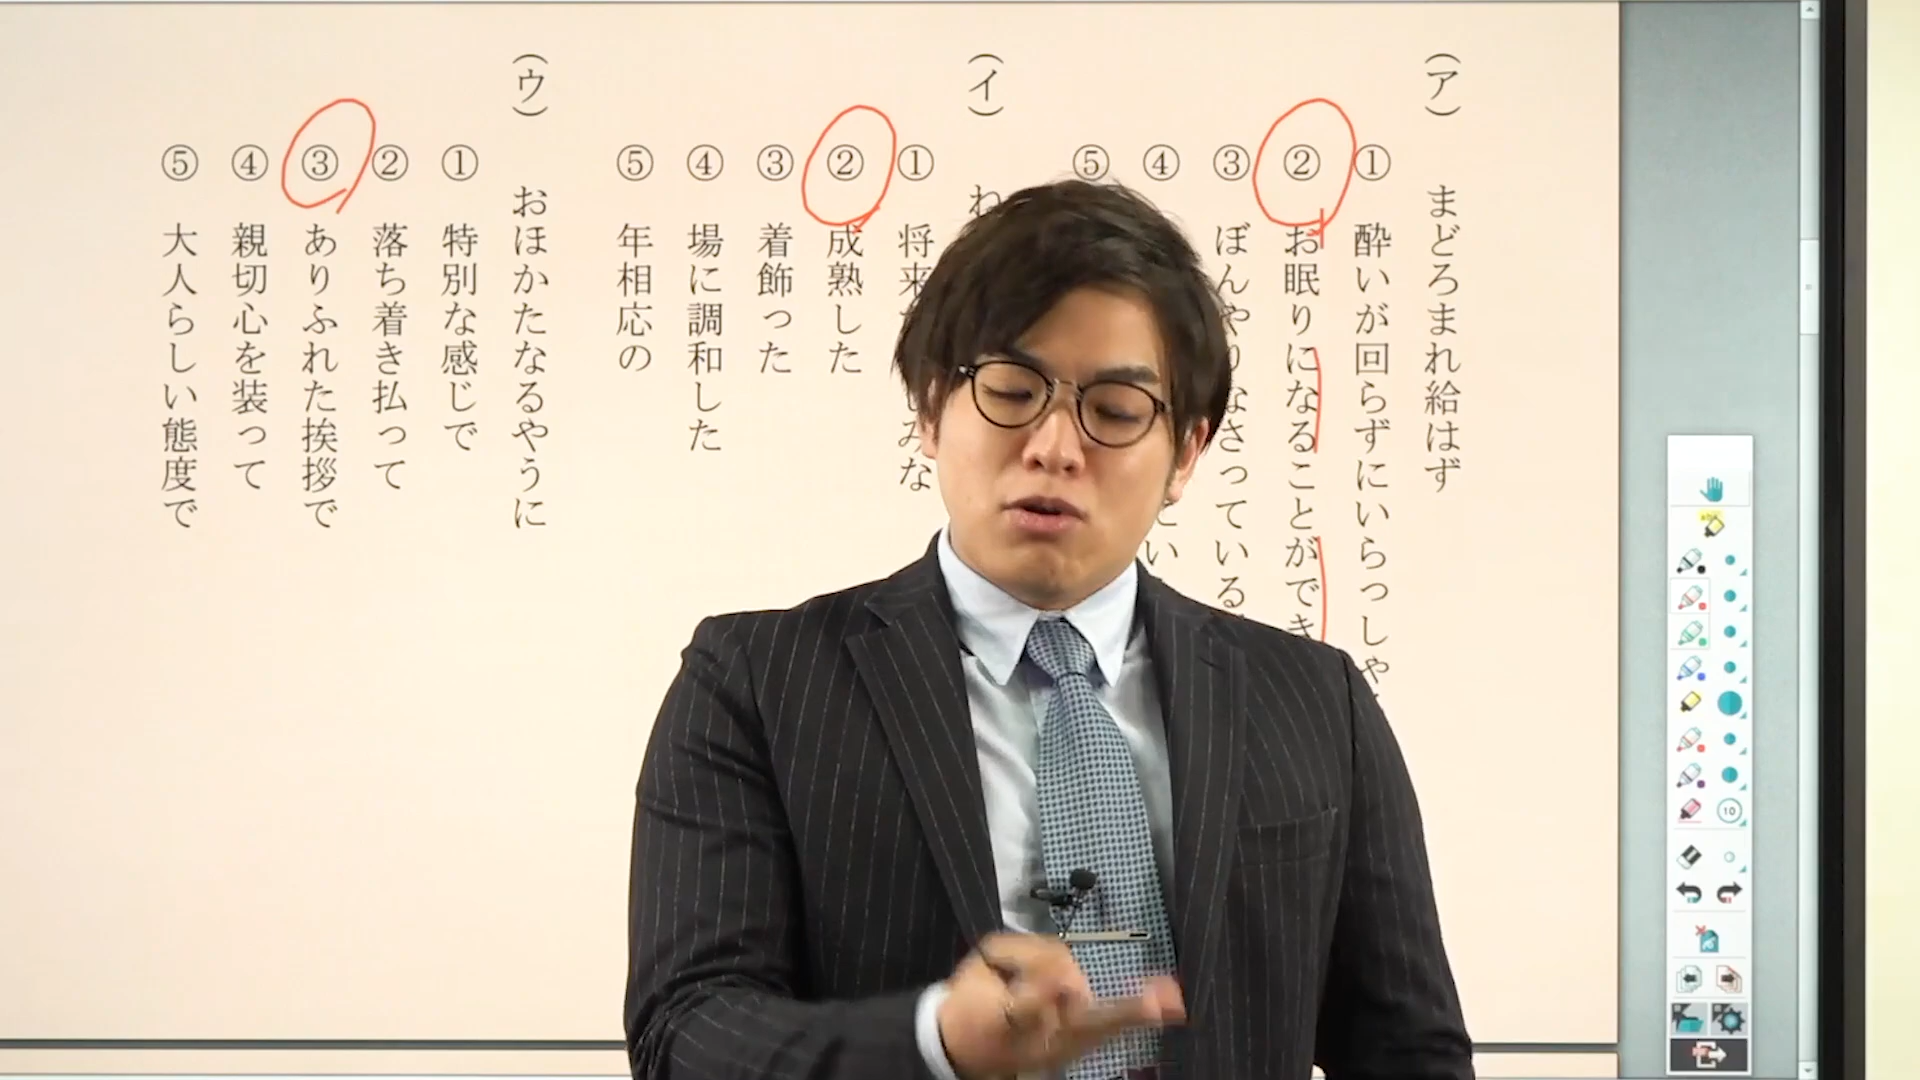 (ア) まどろまれ給はず
① 酔いが回らずにいらっしゃ
② お眠りになることができ
③ ぼんやりなさっている
④
⑤
(イ) ね
① 将来
② 成熟した
③ 着飾った
④ 場に調和した
⑤ 年相応の
(ウ) おほかたなるやうに
① 特別な感じで
② 落ち着き払って
③ ありふれた挨拶で
④ 親切心を装って
⑤ 大人らしい態度で
10